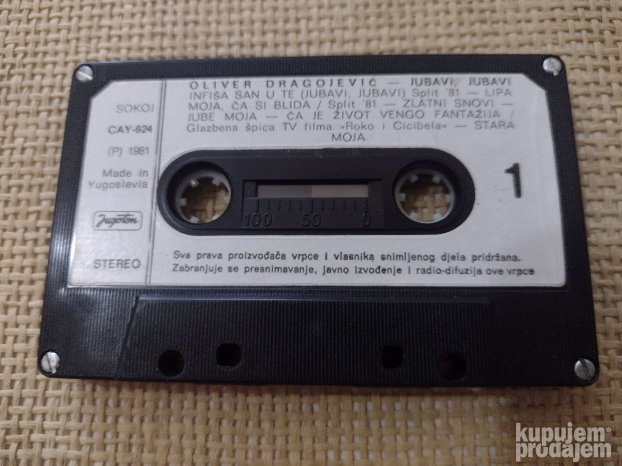 OLIVER DRAGOJEVIĆ — JUBAVI, JUBAVI
INFIŠA SAN U TE (JUBAVI, JUBAVI) Split '81 — LIPA
MOJA, ČA SI BLIDA / Split '81 — ZLATNI SNOVI —
JUBE MOJA — ČA JE ŽIVOT VENGO FANTAŽIJA /
Glazbena špica TV filma »Roko i Cicibela« — STARA
MOJA
SOKOJ
CAY-924
(P) 1981
Made in
Yugoslavia
Jugoton
STEREO
1
100 50 0
Sva prava proizvođača vrpce i vlasnika snimljenog djela pridržana.
Zabranjuje se presnimavanje, javno izvođenje i radio-difuzija ove vrpce
kupujem
prodajem